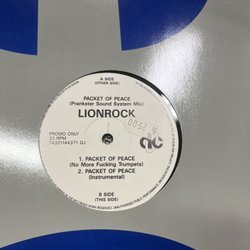 A SIDE
(OTHER SIDE)
PACKET OF PEACE
(Prankster Sound System Mix)
LIONROCK
PROMO ONLY
33 RPM
74321144371 DJ
1. PACKET OF PEACE
(No More Fucking Trumpets)
2. PACKET OF PEACE
(Instrumental)
B SIDE
(THIS SIDE)